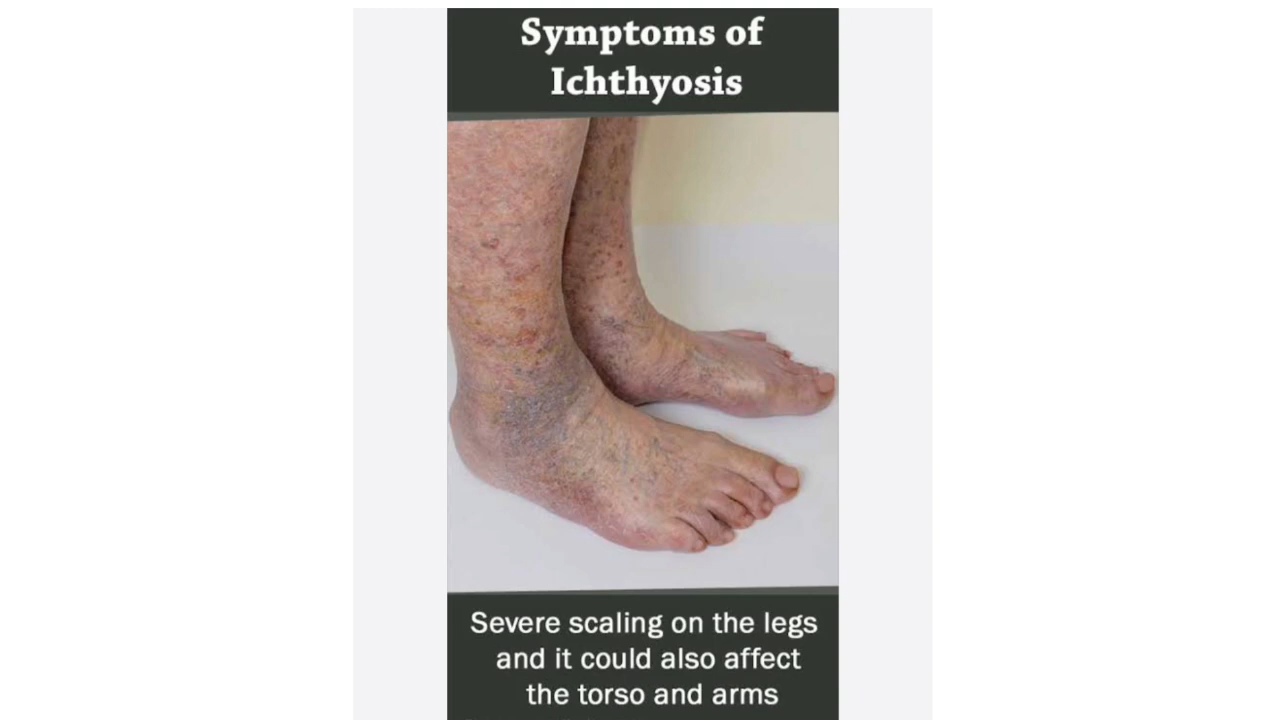 Symptoms of
Ichthyosis
Severe scaling on the legs
and it could also affect
the torso and arms